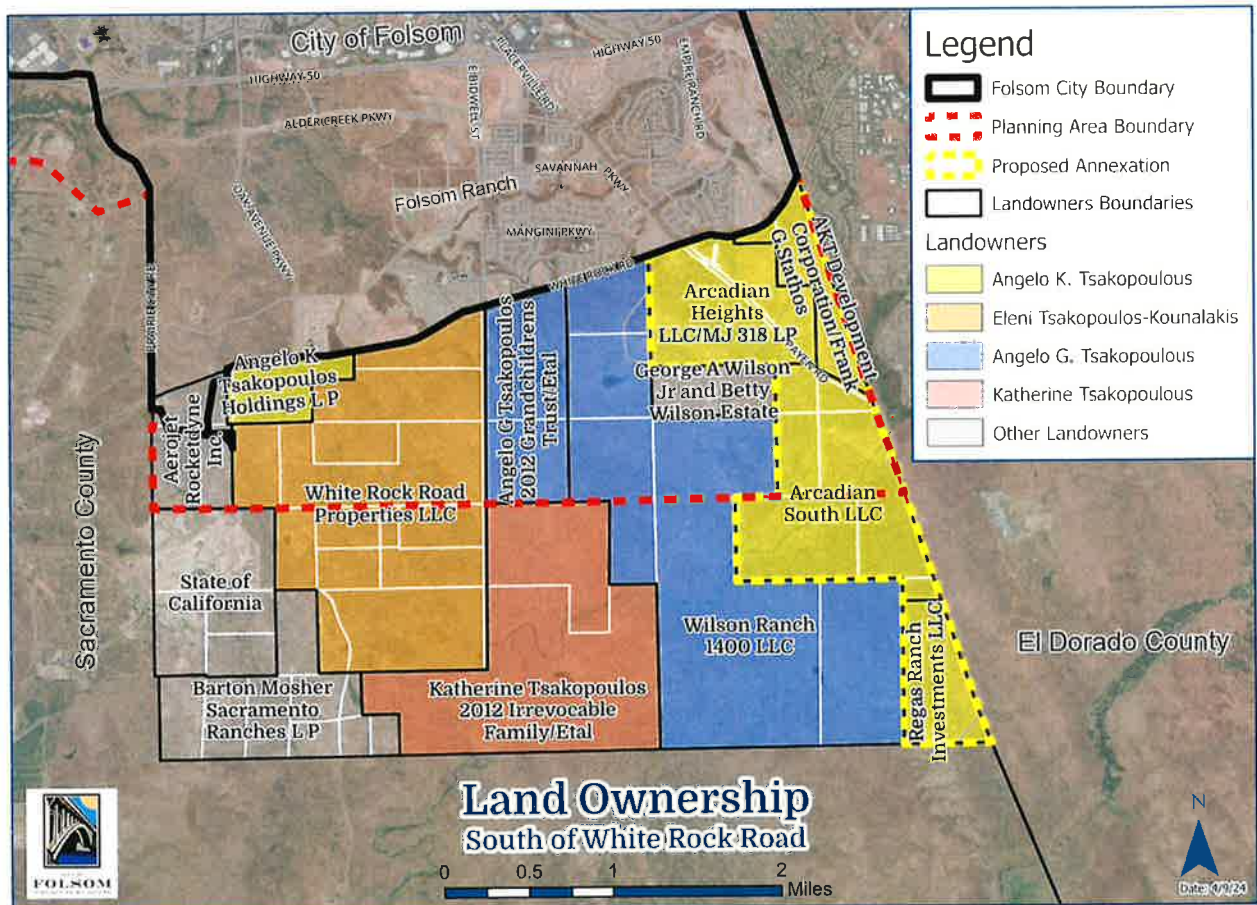 City of Folsom
HIGHWAY 50
HIGHWAY 50
PLACERVILLE RD
E BIDWELL ST
EMPIRE RANCH RD
ALDER CREEK PKWY
OAK AVENUE PKWY
SAVANNAH PKWY
Folsom Ranch
MANGINI PKWY
WHITE ROCK RD
PAYEN RD
Legend
Folsom City Boundary
Planning Area Boundary
Proposed Annexation
Landowners Boundaries
Landowners
Angelo K. Tsakopoulous
Eleni Tsakopoulos-Kounalakis
Angelo G. Tsakopoulous
Katherine Tsakopoulous
Other Landowners
AKT Development
Corporation/Frank
G.Stathos
Arcadian
Heights
LLC/MJ 318 LP
George A Wilson
Jr and Betty
Wilson Estate
Angelo K
Tsakopoulos
Holdings L P
Aerojet
Rocketdyne
Inc.
Angelo G Tsakopoulos
2012 Grandchildrens
Trust/Etal
White Rock Road
Properties LLC
Arcadian
South LLC
State of
California
Wilson Ranch
1400 LLC
Regas Ranch
Investments LLC
Barton Mosher
Sacramento
Ranches L P
Katherine Tsakopoulos
2012 Irrevocable
Family/Etal
Sacramento County
El Dorado County
Land Ownership
South of White Rock Road
0 0.5 1 2
Miles
N
Date: 4/9/24
FOLSOM